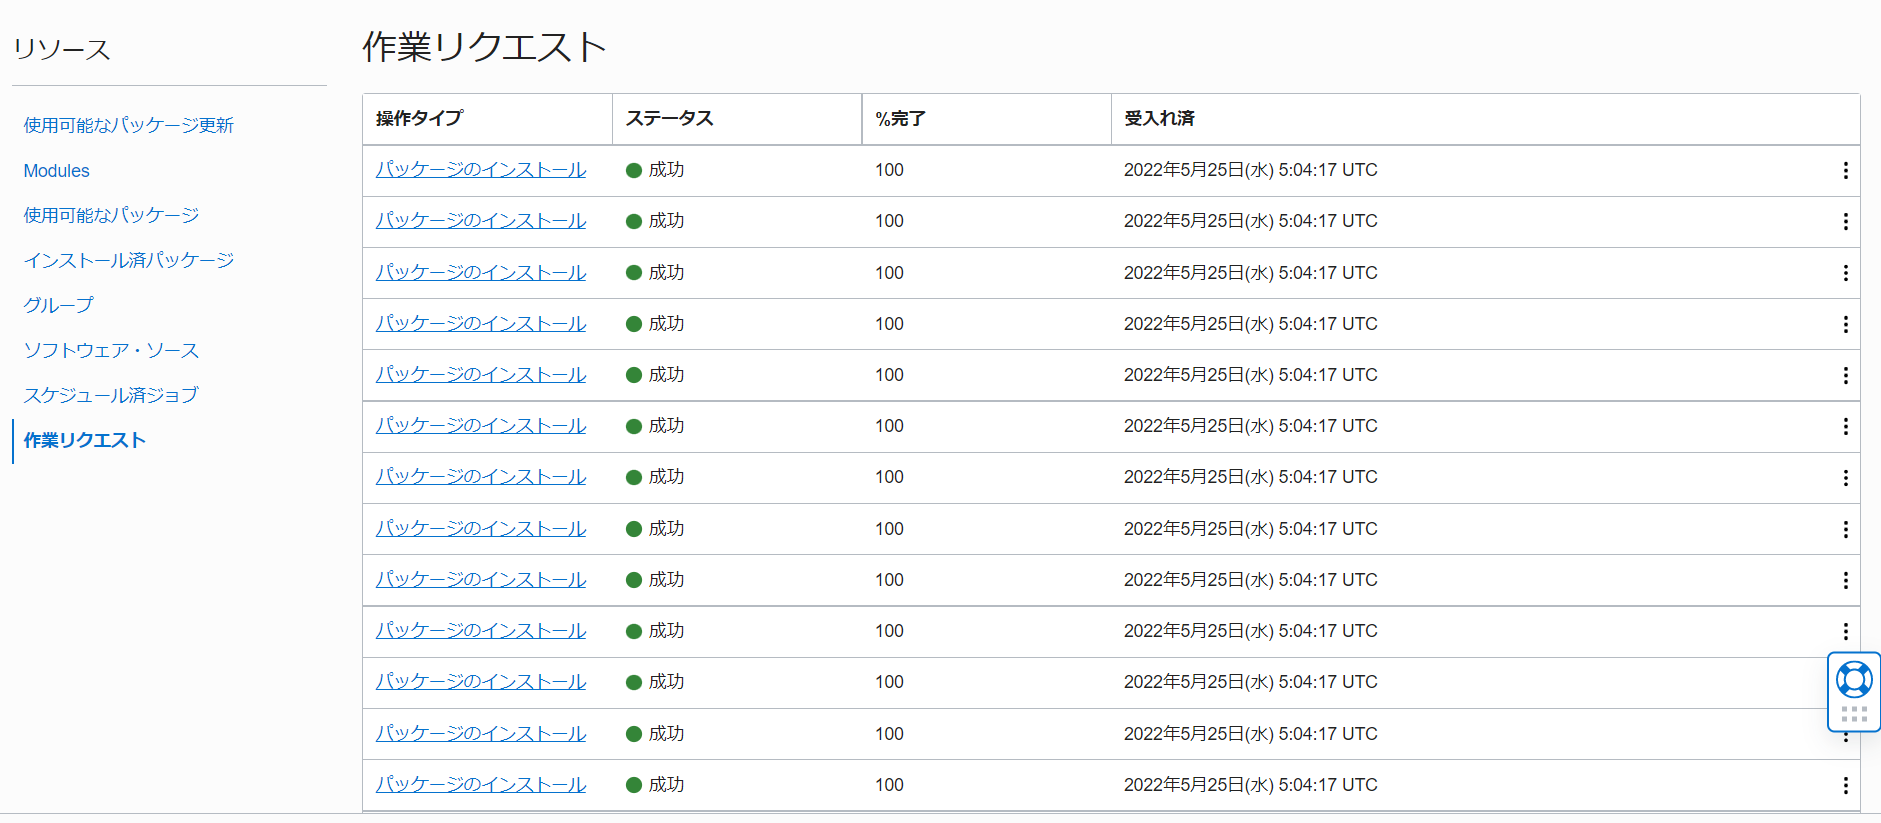 リソース
使用可能なパッケージ更新
Modules
使用可能なパッケージ
インストール済パッケージ
グループ
ソフトウェア・ソース
スケジュール済ジョブ
作業リクエスト
作業リクエスト
操作タイプ ステータス %完了 受入れ済
パッケージのインストール 成功 100 2022年5月25日(水) 5:04:17 UTC
パッケージのインストール 成功 100 2022年5月25日(水) 5:04:17 UTC
パッケージのインストール 成功 100 2022年5月25日(水) 5:04:17 UTC
パッケージのインストール 成功 100 2022年5月25日(水) 5:04:17 UTC
パッケージのインストール 成功 100 2022年5月25日(水) 5:04:17 UTC
パッケージのインストール 成功 100 2022年5月25日(水) 5:04:17 UTC
パッケージのインストール 成功 100 2022年5月25日(水) 5:04:17 UTC
パッケージのインストール 成功 100 2022年5月25日(水) 5:04:17 UTC
パッケージのインストール 成功 100 2022年5月25日(水) 5:04:17 UTC
パッケージのインストール 成功 100 2022年5月25日(水) 5:04:17 UTC
パッケージのインストール 成功 100 2022年5月25日(水) 5:04:17 UTC
パッケージのインストール 成功 100 2022年5月25日(水) 5:04:17 UTC
パッケージのインストール 成功 100 2022年5月25日(水) 5:04:17 UTC